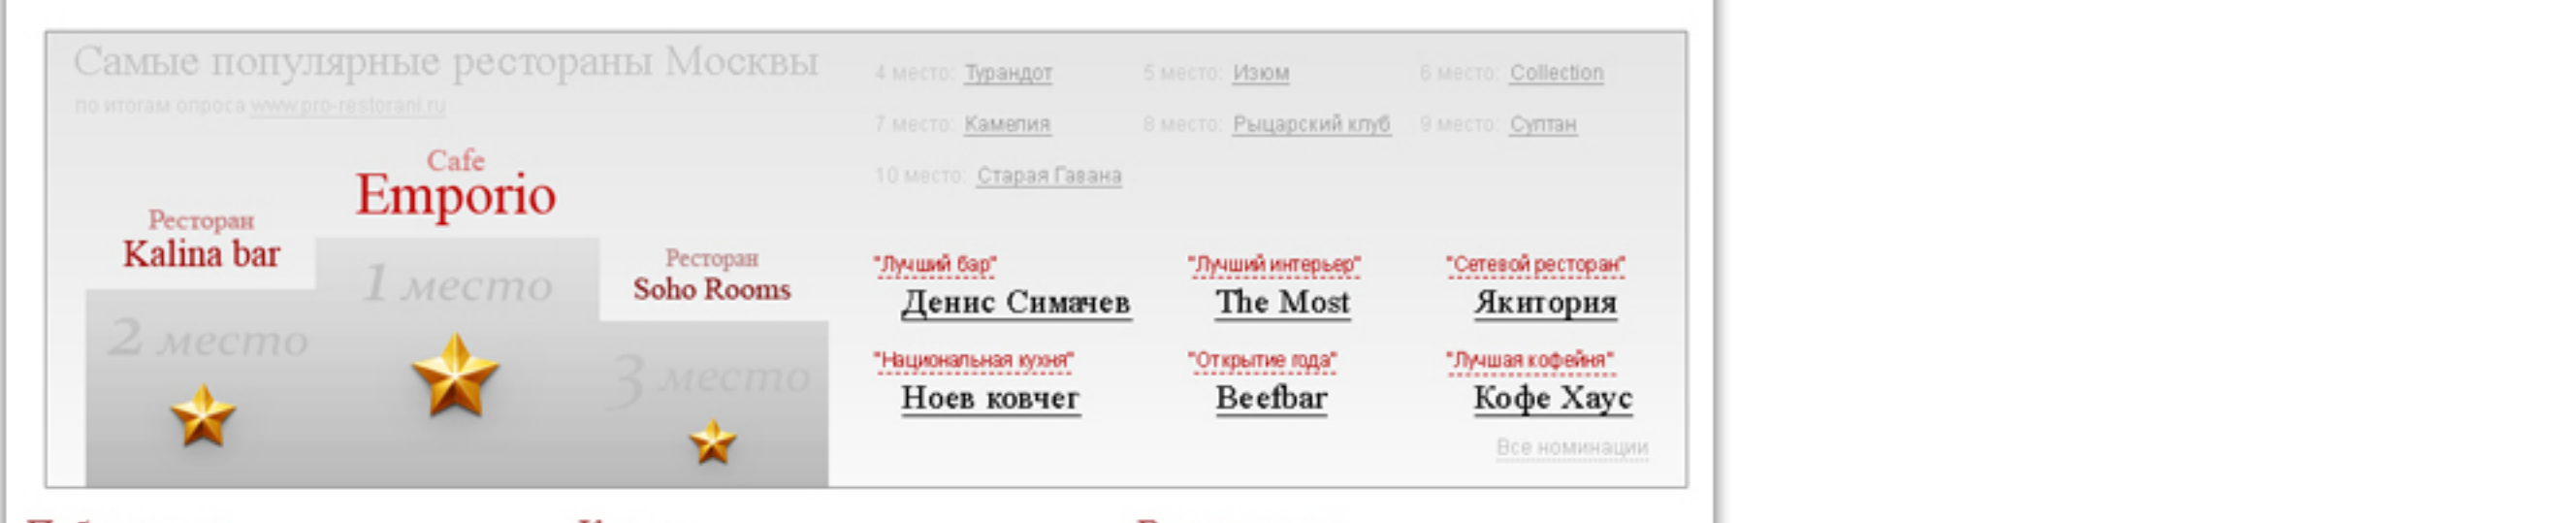 Самые популярные рестораны Москвы
по итогам опроса www.pro-restorani.ru
Cafe
Emporio
Ресторан
Kalina bar
Ресторан
Soho Rooms
1 место
2 место
3 место
4 место: Турандот 5 место: Изюм 6 место: Collection
7 место: Камелия 8 место: Рыцарский клуб 9 место: Султан
10 место: Старая Гавана
"Лучший бар" "Лучший интерьер" "Сетевой ресторан"
Денис Симачев The Most Якитория
"Национальная кухня" "Открытие года" "Лучшая кофейня"
Ноев ковчег Beefbar Кофе Хаус
Все номинации